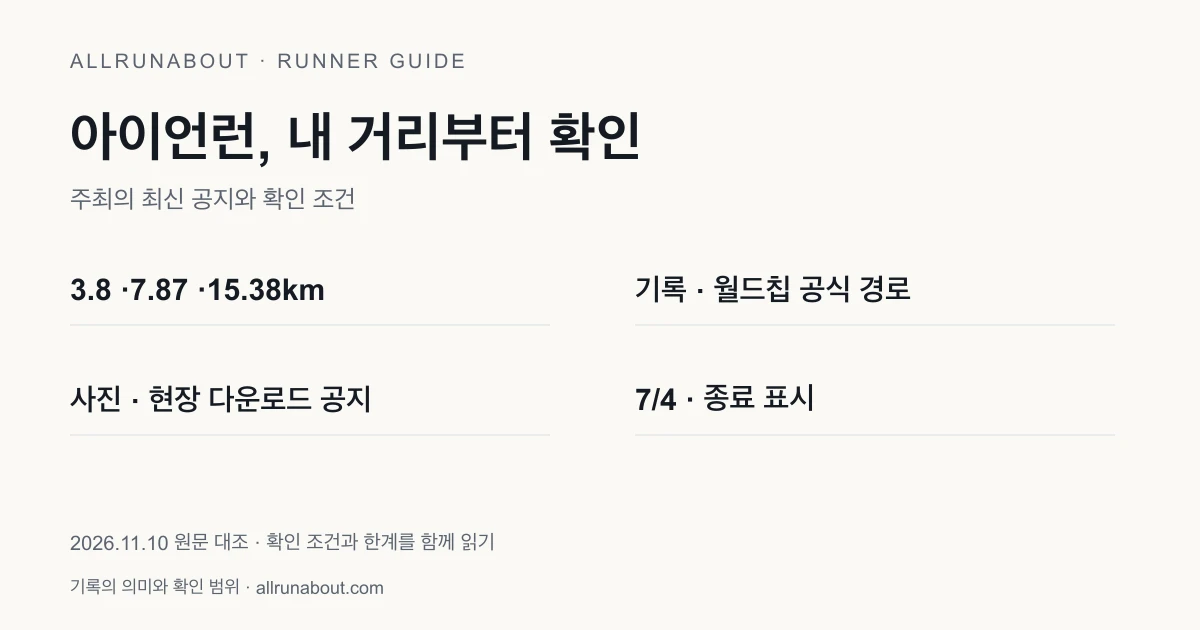 ALLRUNABOUT · RUNNER GUIDE
아이언런, 내 거리부터 확인
주최의 최신 공지와 확인 조건
3.8 ·7.87 ·15.38km
기록 · 월드칩 공식 경로
사진 · 현장 다운로드 공지
7/4 · 종료 표시
2026.11.10 원문 대조 · 확인 조건과 한계를 함께 읽기
기록의 의미와 확인 범위 · allrunabout.com